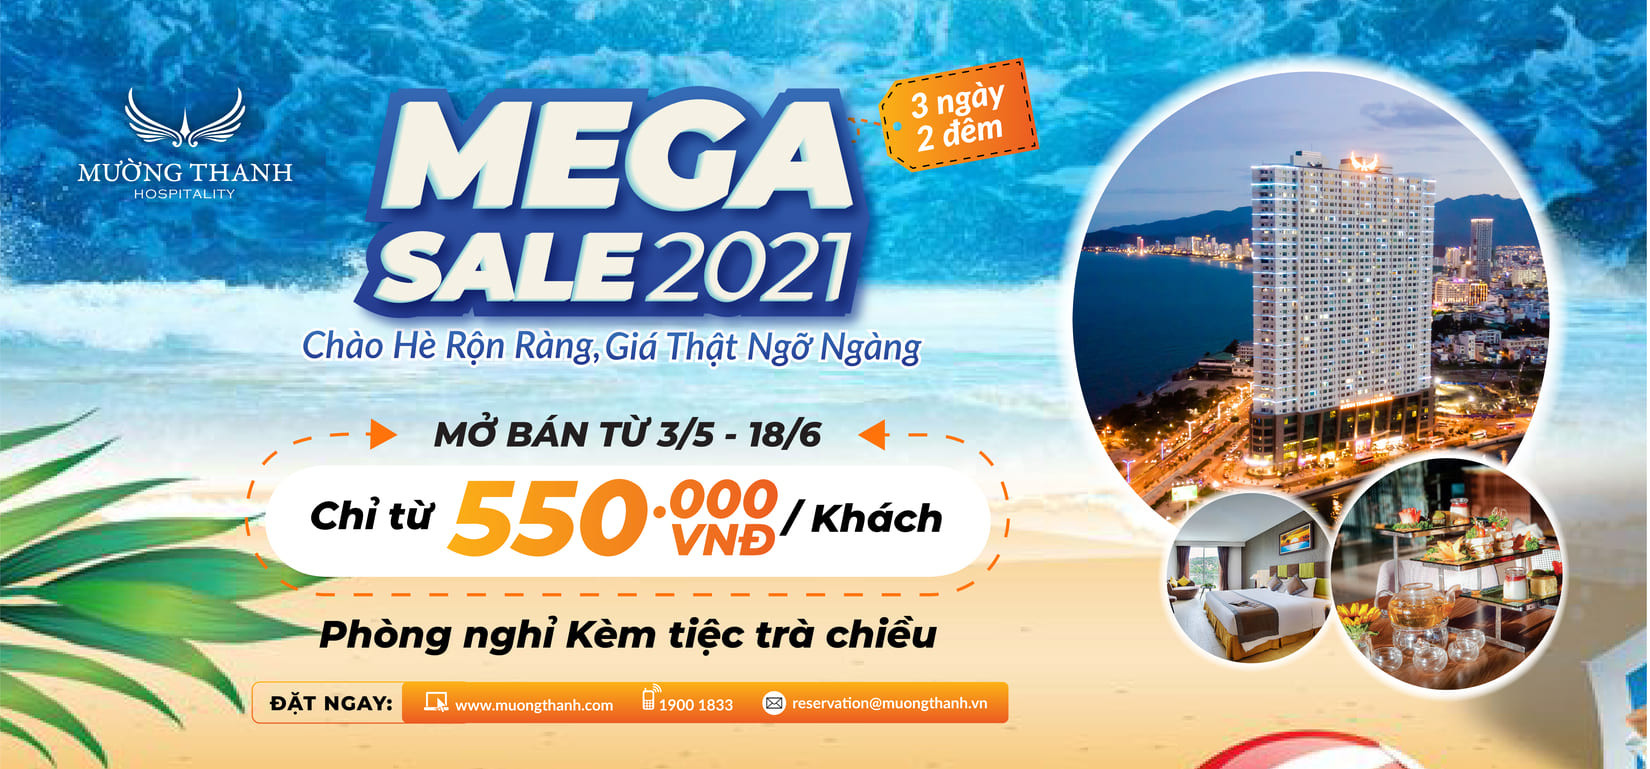 MƯỜNG THANH
HOSPITALITY
MEGA
SALE 2021
3 ngày
2 đêm
Chào Hè Rộn Ràng, Giá Thật Ngỡ Ngàng
MỞ BÁN TỪ 3/5 - 18/6
Chỉ từ 550.000 VNĐ / Khách
Phòng nghỉ Kèm tiệc trà chiều
ĐẶT NGAY: www.muongthanh.com 1900 1833 reservation@muongthanh.vn